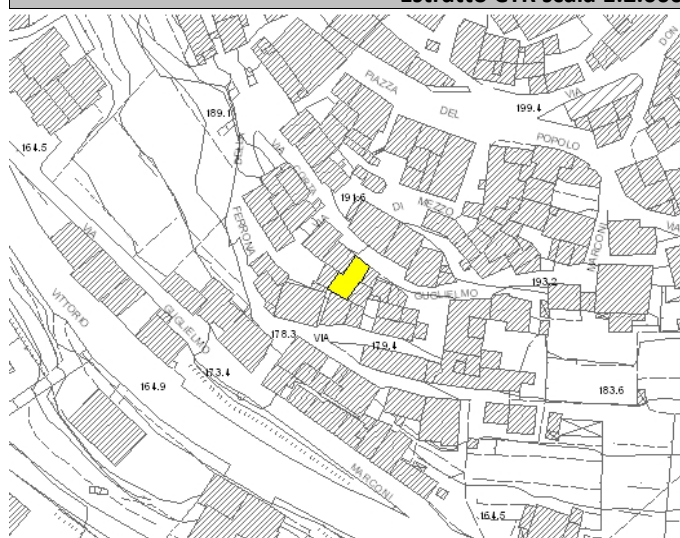 Estratto CTR scala 1:2.000
PIAZZA DEL POPOLO
199.4
VIA
DON
189.1
164.5
VIA COSTA DI MEZZO
191.6
FERRONA
VIA
MARCONI
VIA
193.2
GUGLIELMO
VIA
VITTORIO
GUGLIELMO
178.3
VIA
179.4
173.4
164.9
183.6
MARCONI
164.5